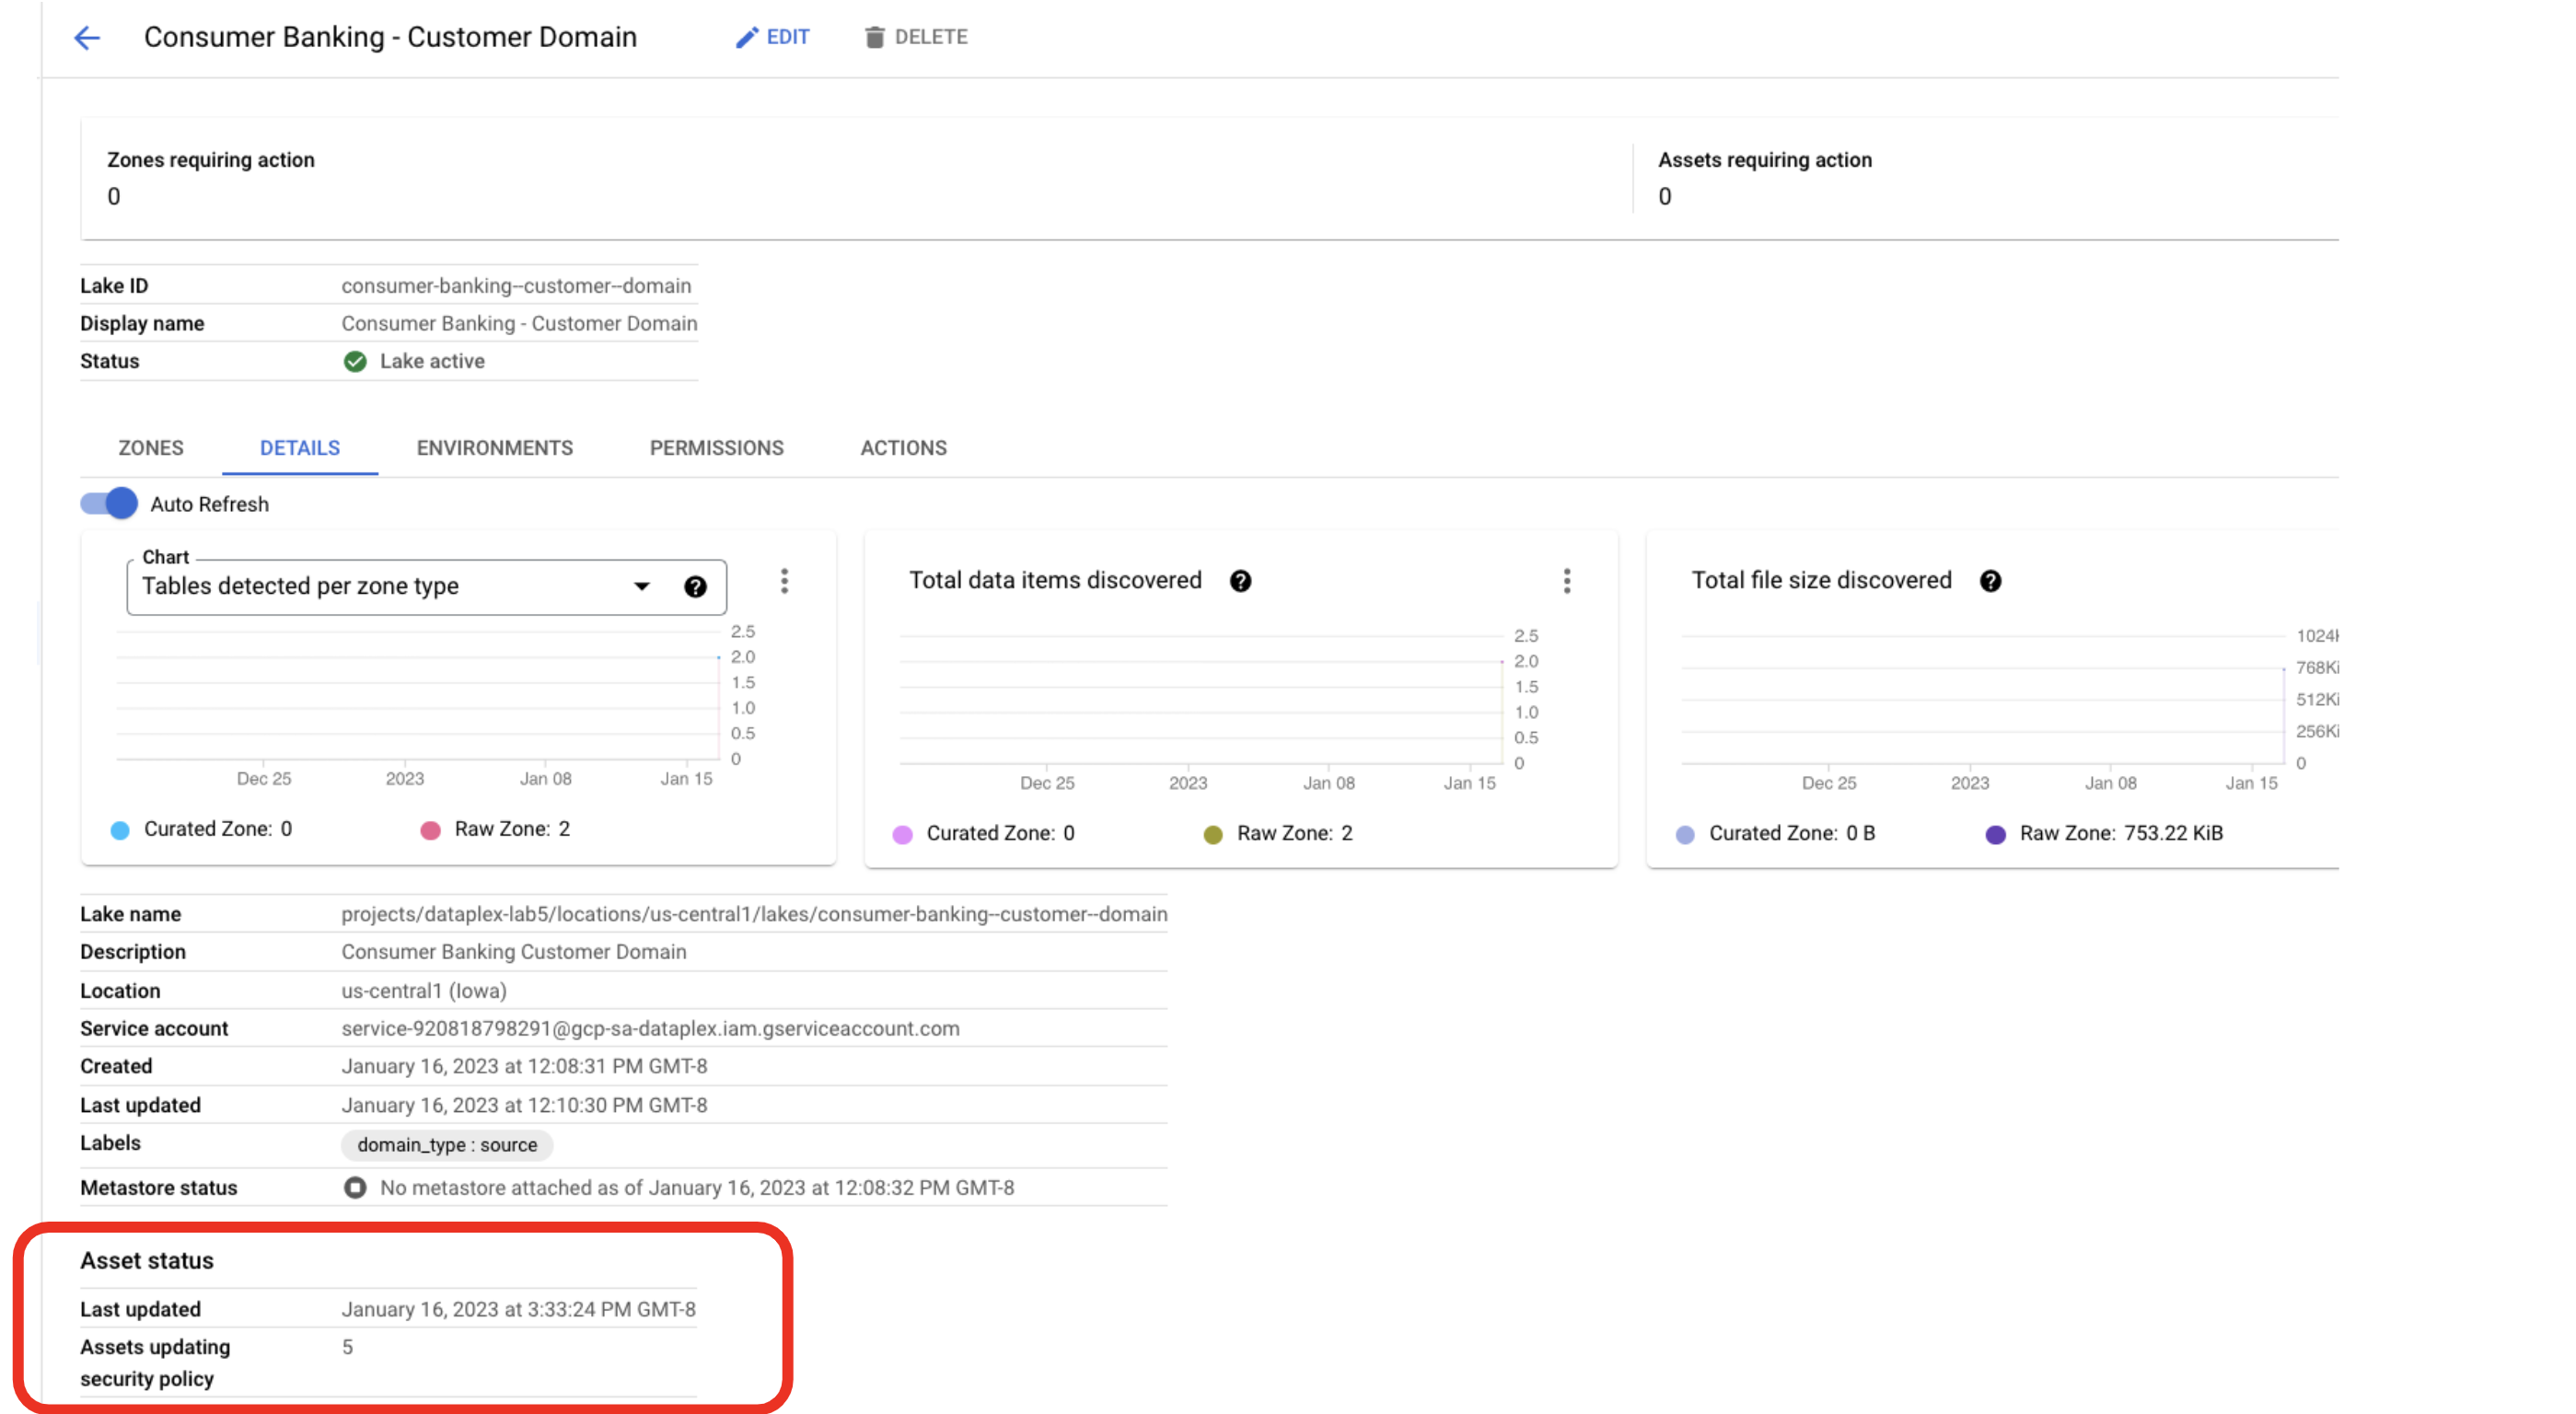 Consumer Banking - Customer Domain EDIT DELETE
Zones requiring action Assets requiring action
0 0
Lake ID consumer-banking--customer--domain
Display name Consumer Banking - Customer Domain
Status Lake active
ZONES DETAILS ENVIRONMENTS PERMISSIONS ACTIONS
Auto Refresh
Chart
Tables detected per zone type
2.5
2.0
1.5
1.0
0.5
0
Dec 25 2023 Jan 08 Jan 15
Curated Zone: 0 Raw Zone: 2
Total data items discovered
2.5
2.0
1.5
1.0
0.5
0
Dec 25 2023 Jan 08 Jan 15
Curated Zone: 0 Raw Zone: 2
Total file size discovered
1024
768Ki
512Ki
256Ki
0
Dec 25 2023 Jan 08 Jan 15
Curated Zone: 0 B Raw Zone: 753.22 KiB
Lake name projects/dataplex-lab5/locations/us-central1/lakes/consumer-banking--customer--domain
Description Consumer Banking Customer Domain
Location us-central1 (Iowa)
Service account service-920818798291@gcp-sa-dataplex.iam.gserviceaccount.com
Created January 16, 2023 at 12:08:31 PM GMT-8
Last updated January 16, 2023 at 12:10:30 PM GMT-8
Labels domain_type : source
Metastore status No metastore attached as of January 16, 2023 at 12:08:32 PM GMT-8
Asset status
Last updated January 16, 2023 at 3:33:24 PM GMT-8
Assets updating 5
security policy